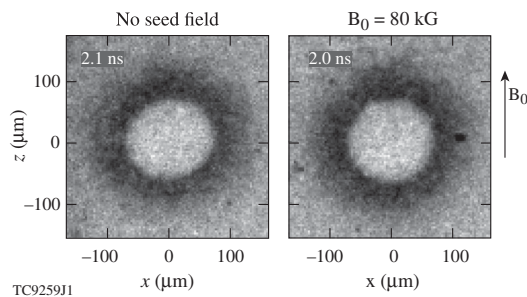 No seed field
B0 = 80 kG
2.1 ns
2.0 ns
100
0
–100
z (μm)
B0
–100 0 100
–100 0 100
x (μm)
x (μm)
TC9259J1